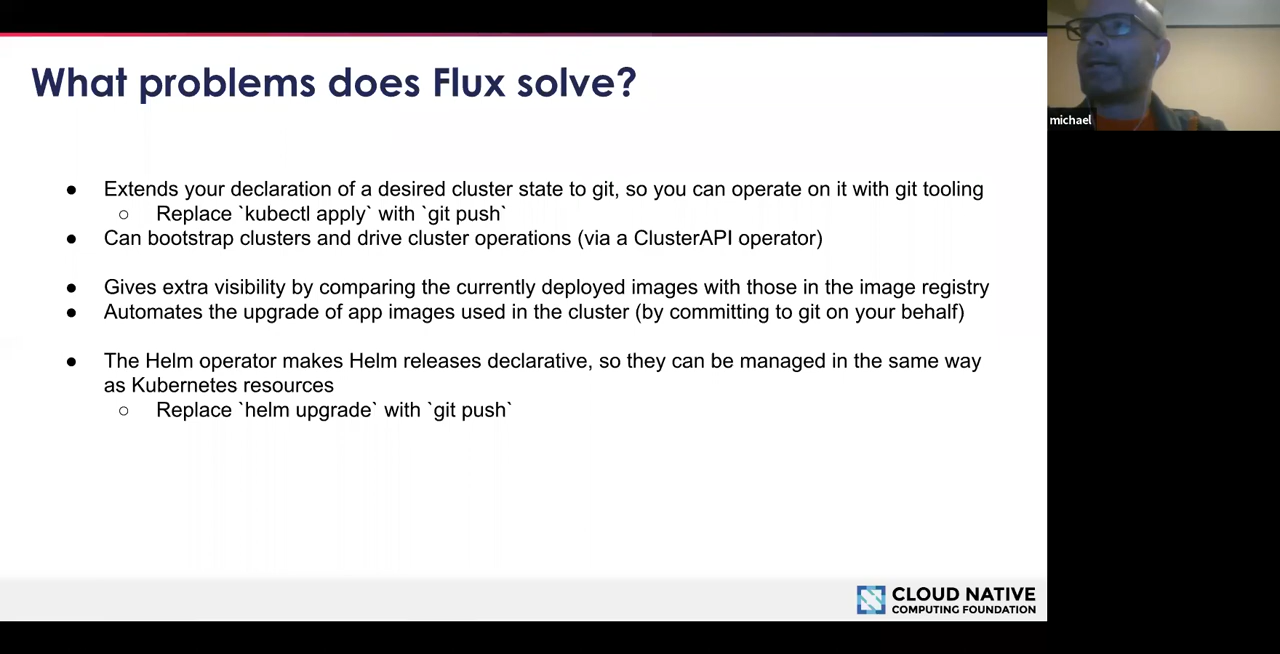 What problems does Flux solve?
michael
● Extends your declaration of a desired cluster state to git, so you can operate on it with git tooling
○ Replace `kubectl apply` with `git push`
● Can bootstrap clusters and drive cluster operations (via a ClusterAPI operator)
● Gives extra visibility by comparing the currently deployed images with those in the image registry
● Automates the upgrade of app images used in the cluster (by committing to git on your behalf)
● The Helm operator makes Helm releases declarative, so they can be managed in the same way
as Kubernetes resources
○ Replace `helm upgrade` with `git push`
CLOUD NATIVE
COMPUTING FOUNDATION